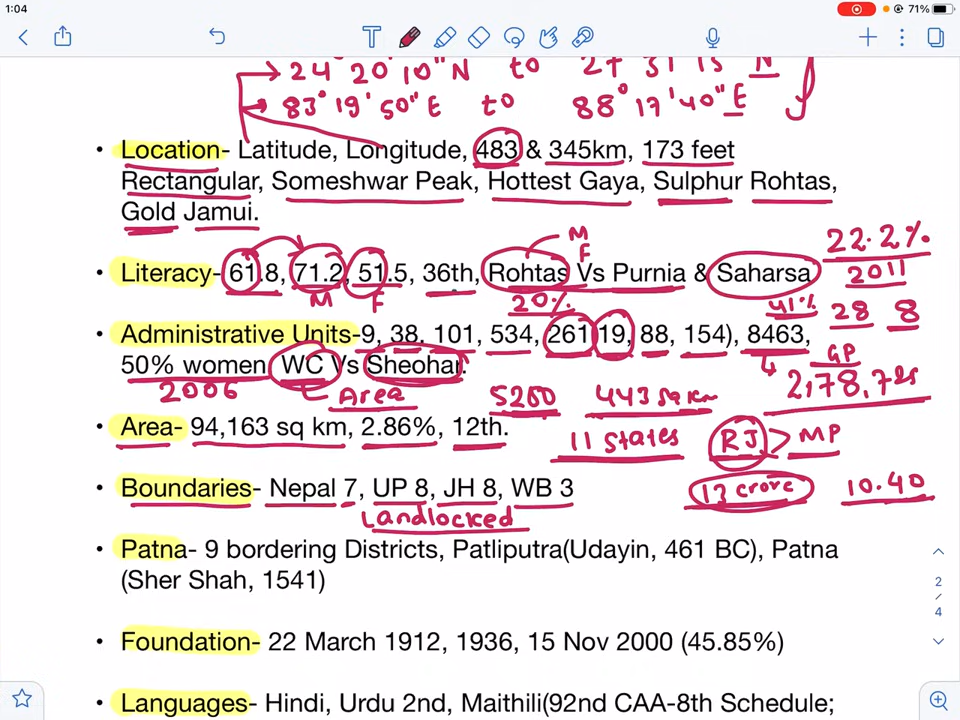 1:04
71%
24° 20' 10" N to 27° 31' 15" N
83° 19' 50" E to 88° 17' 40" E
• Location- Latitude, Longitude, 483 & 345km, 173 feet
Rectangular, Someshwar Peak, Hottest Gaya, Sulphur Rohtas,
Gold Jamui.
M
F
22.2%
• Literacy- 61.8, 71.2, 51.5, 36th, Rohtas Vs Purnia & Saharsa
2011
M F 20% 41% 28 8
• Administrative Units-9, 38, 101, 534, 261 19, 88, 154), 8463,
GP
50% women WC Vs Sheohar.
2006 Area 5250 443 sq km
• Area- 94,163 sq km, 2.86%, 12th.
11 States RJ > MP
• Boundaries- Nepal 7, UP 8, JH 8, WB 3
13 crore 10.40
Landlocked
• Patna- 9 bordering Districts, Patliputra(Udayin, 461 BC), Patna
(Sher Shah, 1541)
2
/
4
• Foundation- 22 March 1912, 1936, 15 Nov 2000 (45.85%)
• Languages- Hindi, Urdu 2nd, Maithili(92nd CAA-8th Schedule;